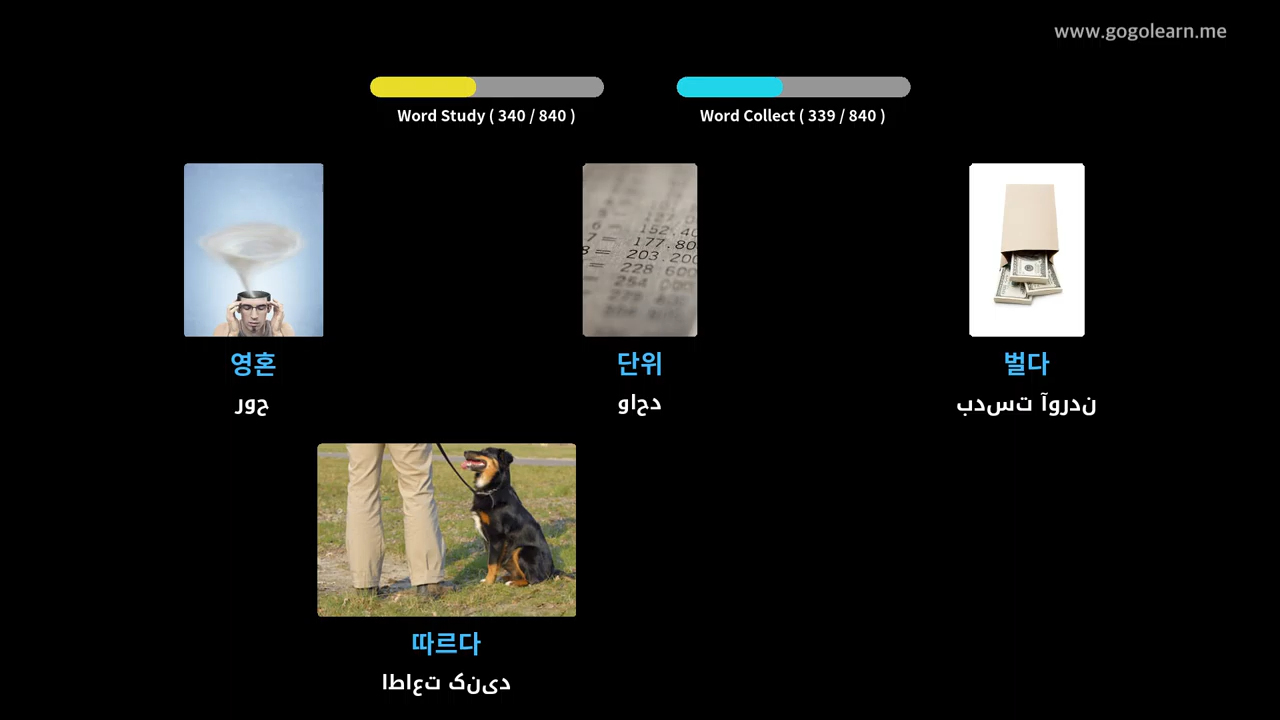 www.gogolearn.me
Word Study ( 340 / 840 )
Word Collect ( 339 / 840 )
영혼
روح
단위
واحد
벌다
بدست آوردن
따르다
اطاعت کنید